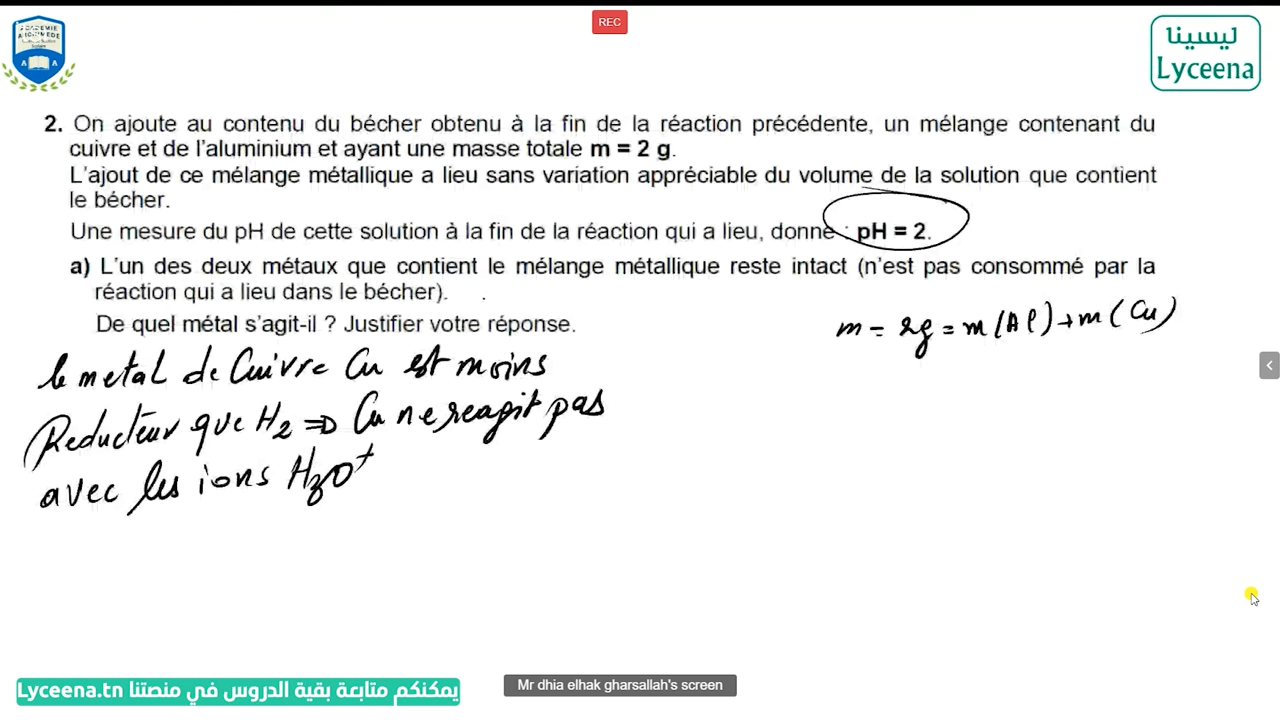 REC
ACADEMIE
ليسينا
Lyceena
2. On ajoute au contenu du bécher obtenu à la fin de la réaction précédente, un mélange contenant du
cuivre et de l'aluminium et ayant une masse totale m = 2 g.
L'ajout de ce mélange métallique a lieu sans variation appréciable du volume de la solution que contient
le bécher.
Une mesure du pH de cette solution à la fin de la réaction qui a lieu, donne : pH = 2.
a) L'un des deux métaux que contient le mélange métallique reste intact (n'est pas consommé par la
réaction qui a lieu dans le bécher).
De quel métal s'agit-il ? Justifier votre réponse.
m = 2g = m(Al) + m(Cu)
le metal de Cuivre Cu est moins
Reducteur que H2 => Cu ne reagit pas
avec les ions H3O+
Lyceena.tn يمكنكم متابعة بقية الدروس في منصتنا
Mr dhia elhak gharsallah's screen